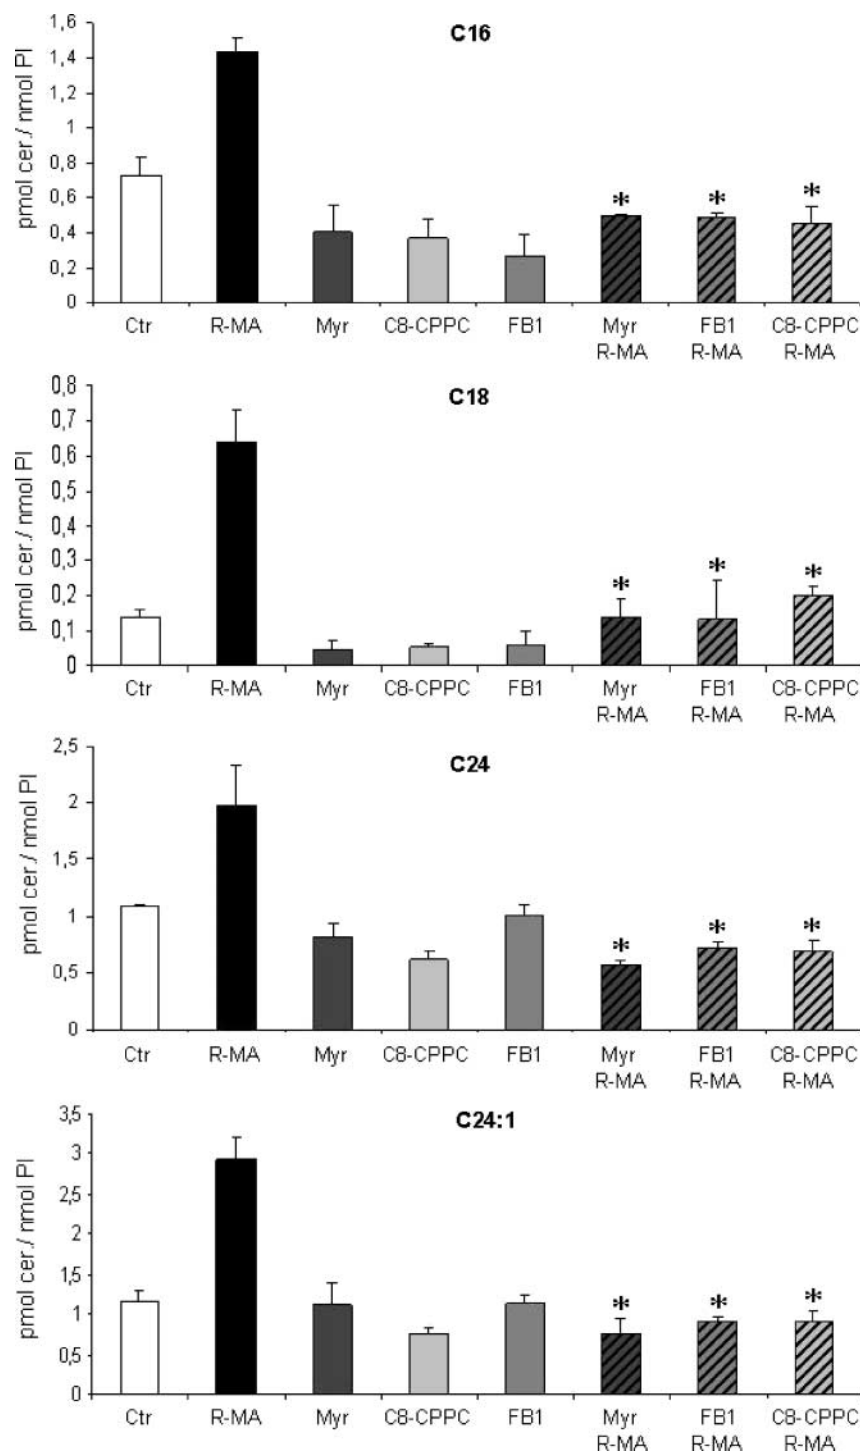 C16
pmol cer./ nmol PI
1,6
1,4
1,2
1
0,8
0,6
0,4
0,2
0
* * *
Ctr R-MA Myr C8-CPPC FB1 Myr FB1 C8-CPPC
R-MA R-MA R-MA
C18
pmol cer./ nmol PI
0,8
0,7
0,6
0,5
0,4
0,3
0,2
0,1
0
* * *
Ctr R-MA Myr C8-CPPC FB1 Myr FB1 C8-CPPC
R-MA R-MA R-MA
C24
pmol cer./ nmol PI
2,5
2
1,5
1
0,5
0
* * *
Ctr R-MA Myr C8-CPPC FB1 Myr FB1 C8-CPPC
R-MA R-MA R-MA
C24:1
pmol cer./ nmol PI
3,5
3
2,5
2
1,5
1
0,5
0
* * *
Ctr R-MA Myr C8-CPPC FB1 Myr FB1 C8-CPPC
R-MA R-MA R-MA